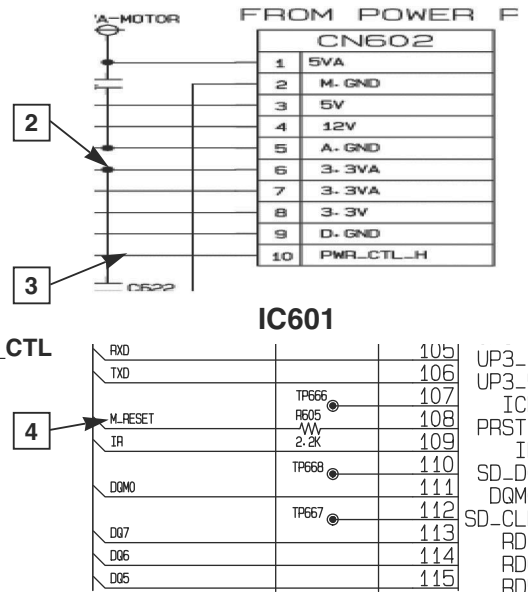 A-MOTOR
FROM POWER F
CN602
1 5VA
2 M-GND
3 5V
4 12V
5 A-GND
6 3.3VA
7 3.3VA
8 3.3V
9 D-GND
10 PWR_CTL_H
2
3
C622
IC601
_CTL
RXD 105 UP3_
TXD 106 UP3_
TP666 107 IC
M_RESET R605 108 PRST
2.2K
4
IR 109 I
TP668 110 SD_D
DQM0 111 DQM
TP667 112 SD_CL
DQ7 113 RD
DQ6 114 RD
DQ5 115 RD